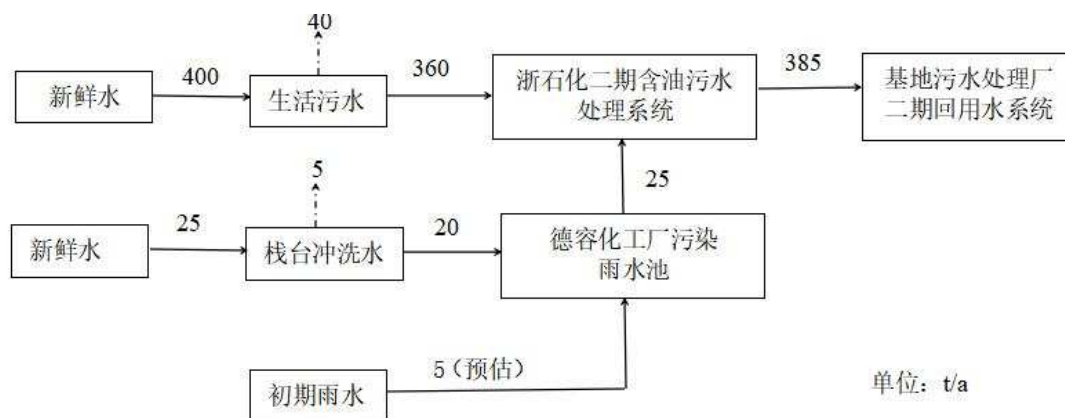 40
新鲜水
400
生活污水
360
浙石化二期含油污水
处理系统
385
基地污水处理厂
二期回用水系统
5
25
新鲜水
25
栈台冲洗水
20
德容化工厂污染
雨水池
5（预估）
初期雨水
单位：t/a